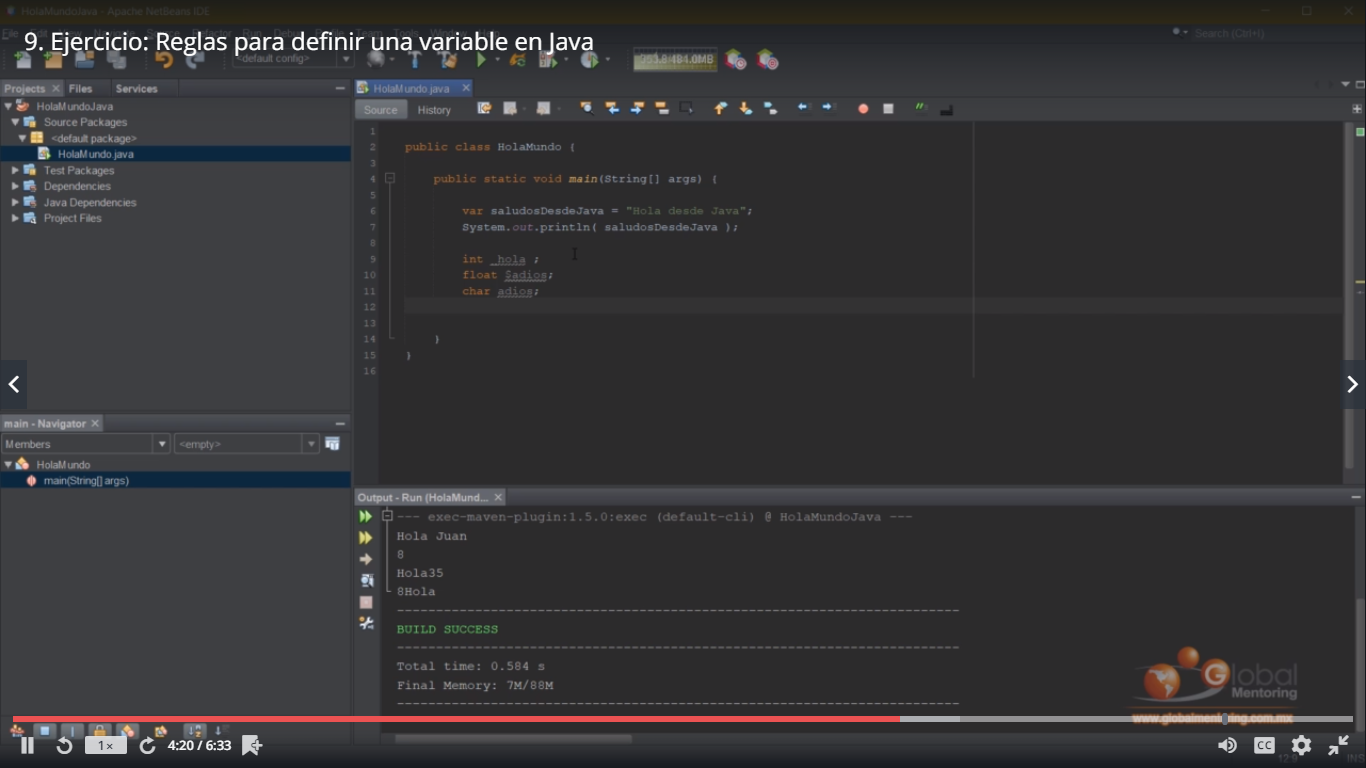 HolaMundoJava - Apache NetBeans IDE
9. Ejercicio: Reglas para definir una variable en Java
Search (Ctrl+I)
<default config>
Projects
Files
Services
HolaMundo.java
Source
History
HolaMundoJava
Source Packages
<default package>
HolaMundo.java
Test Packages
Dependencies
Java Dependencies
Project Files
1
2 public class HolaMundo {
3
4 public static void main(String[] args) {
5
6 var saludosDesdeJava = "Hola desde Java";
7 System.out.println( saludosDesdeJava );
8
9 int _hola ;
10 float $adios;
11 char adios;
12
13
14 }
15 }
16
main - Navigator
Members
<empty>
HolaMundo
main(String[] args)
Output - Run (HolaMund...
--- exec-maven-plugin:1.5.0:exec (default-cli) @ HolaMundoJava ---
Hola Juan
8
Hola35
8Hola
------------------------------------------------------------------------
BUILD SUCCESS
------------------------------------------------------------------------
Total time: 0.584 s
Final Memory: 7M/88M
------------------------------------------------------------------------
Global
Mentoring
www.globalmentoring.com.mx
1×
4:20 / 6:33
CC
12:9
INS